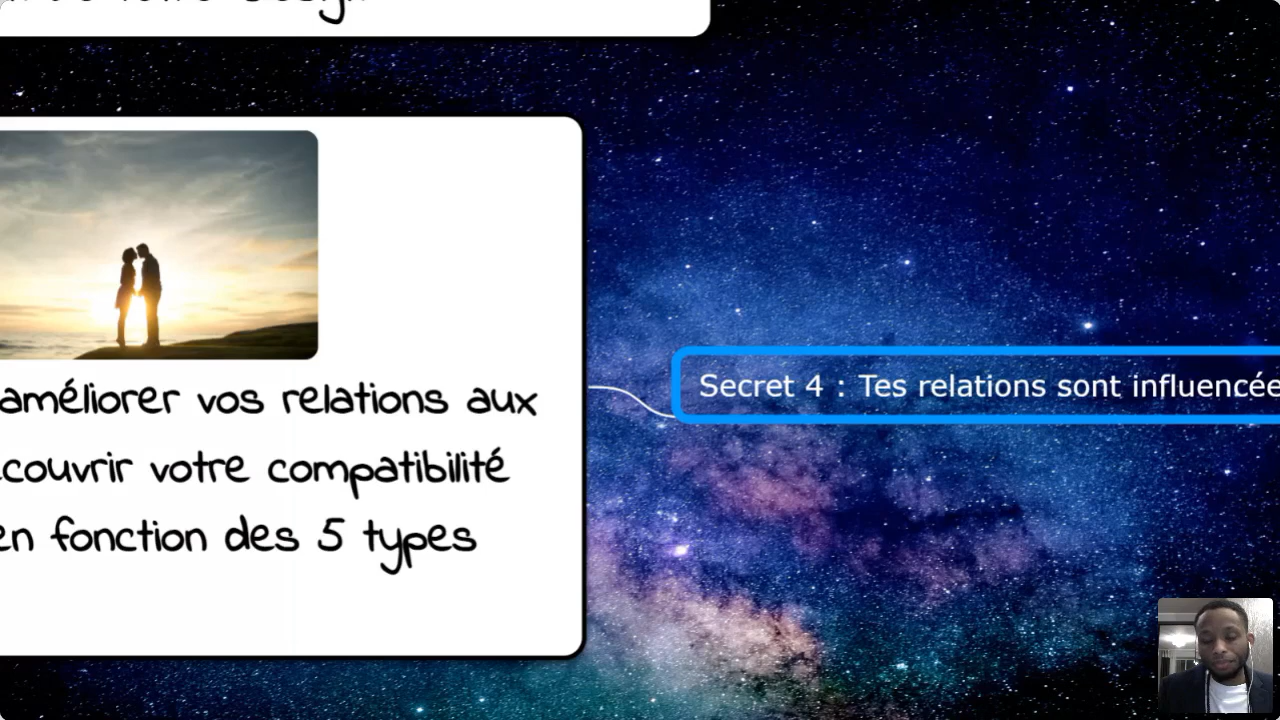 améliorer vos relations aux
couvrir votre compatibilité
en fonction des 5 types
Secret 4 : Tes relations sont influencée